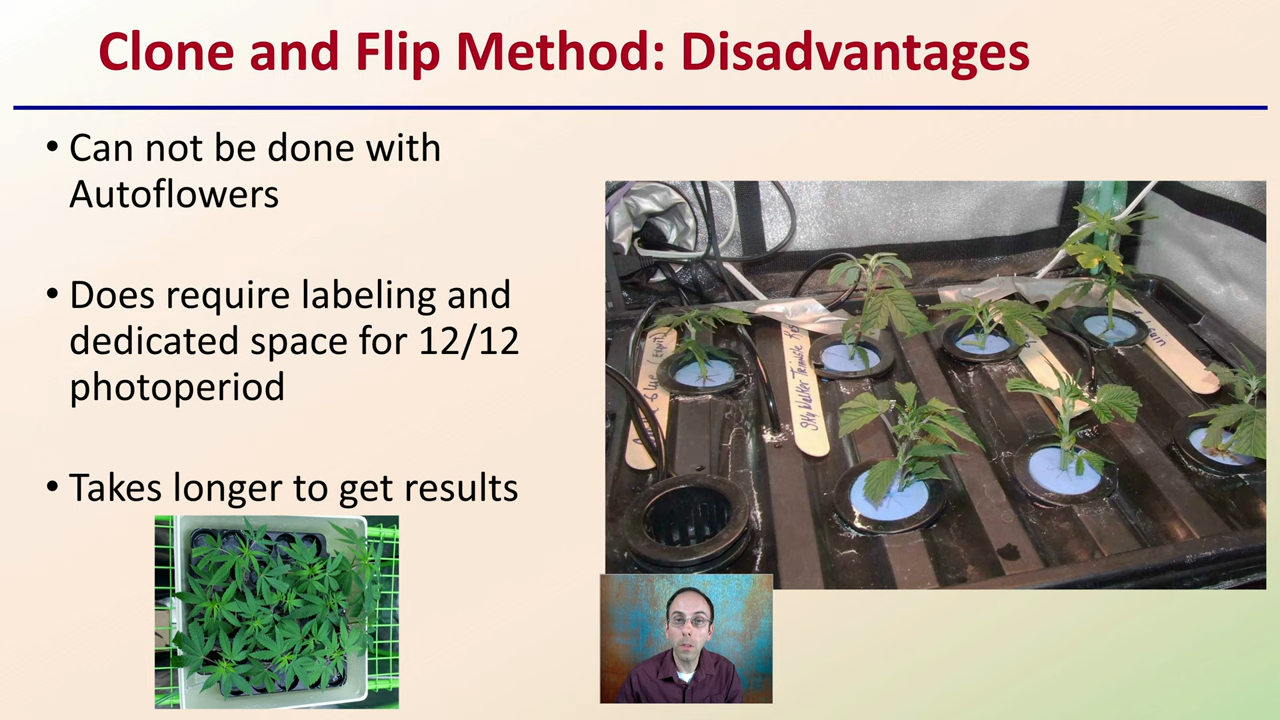 Clone and Flip Method: Disadvantages
• Can not be done with
Autoflowers
• Does require labeling and
dedicated space for 12/12
photoperiod
• Takes longer to get results